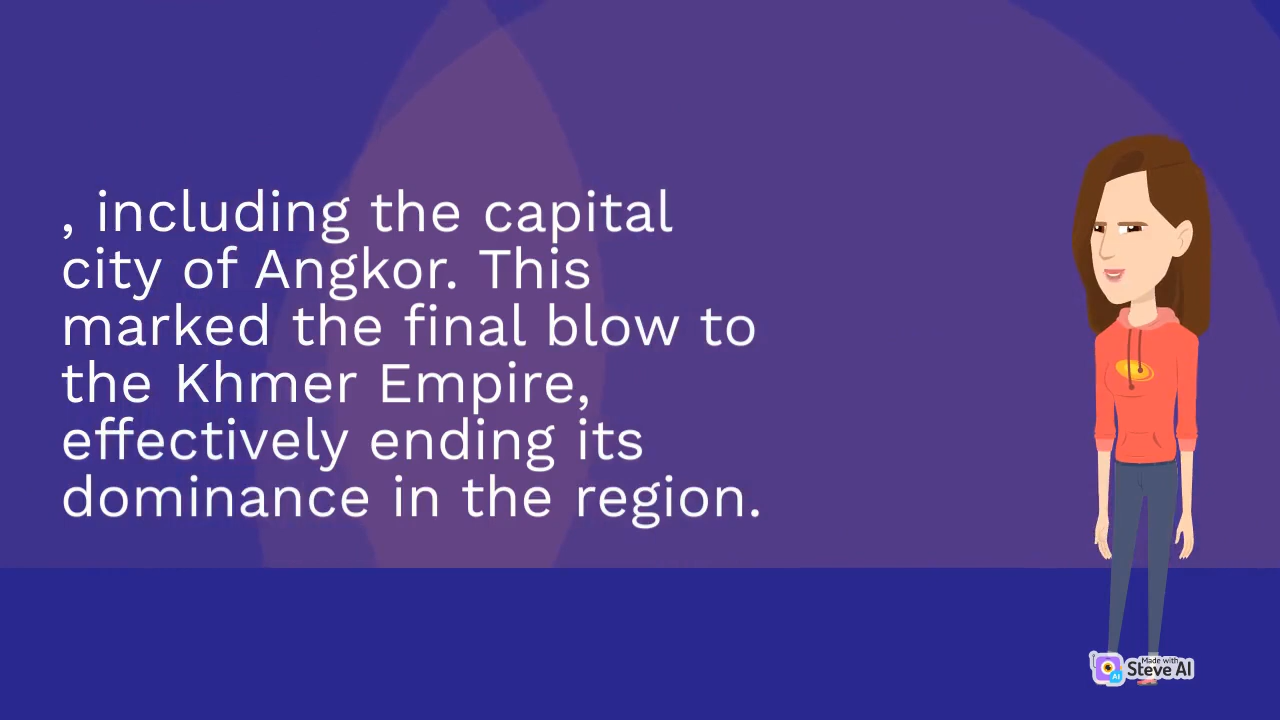 , including the capital
city of Angkor. This
marked the final blow to
the Khmer Empire,
effectively ending its
dominance in the region.
Made with
Steve AI
AI